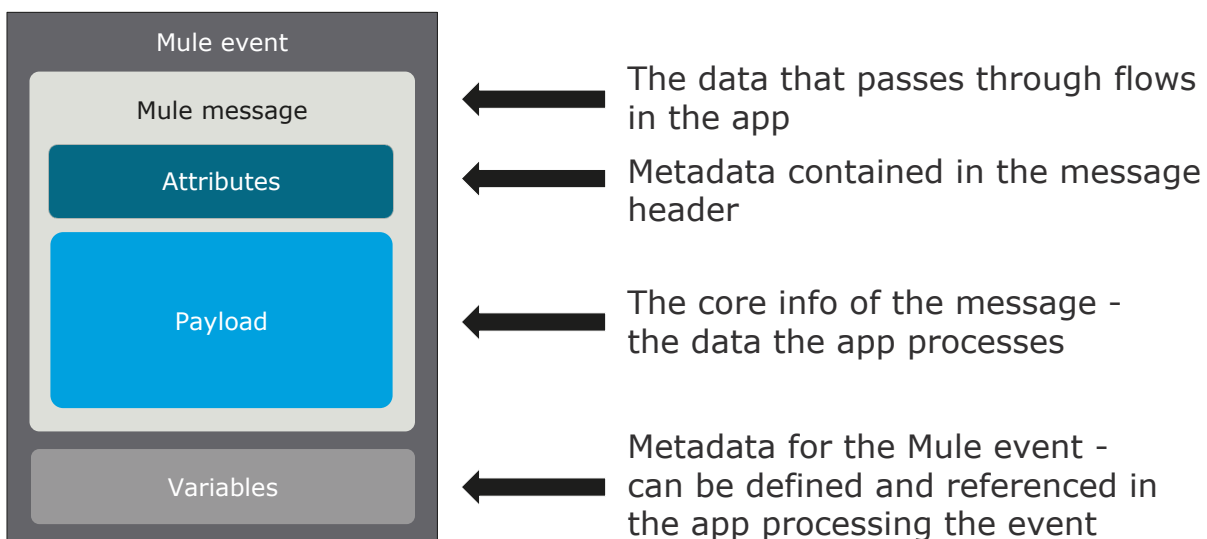 Mule event
Mule message
Attributes
Payload
Variables
The data that passes through flows
in the app
Metadata contained in the message
header
The core info of the message -
the data the app processes
Metadata for the Mule event -
can be defined and referenced in
the app processing the event